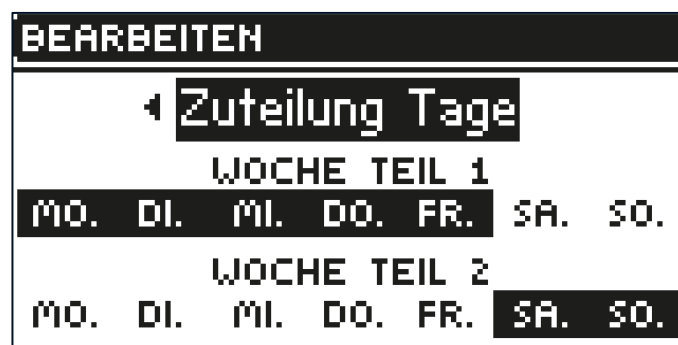 BEARBEITEN
Zuteilung Tage
WOCHE TEIL 1
MO. DI. MI. DO. FR. SA. SO.
WOCHE TEIL 2
MO. DI. MI. DO. FR. SA. SO.